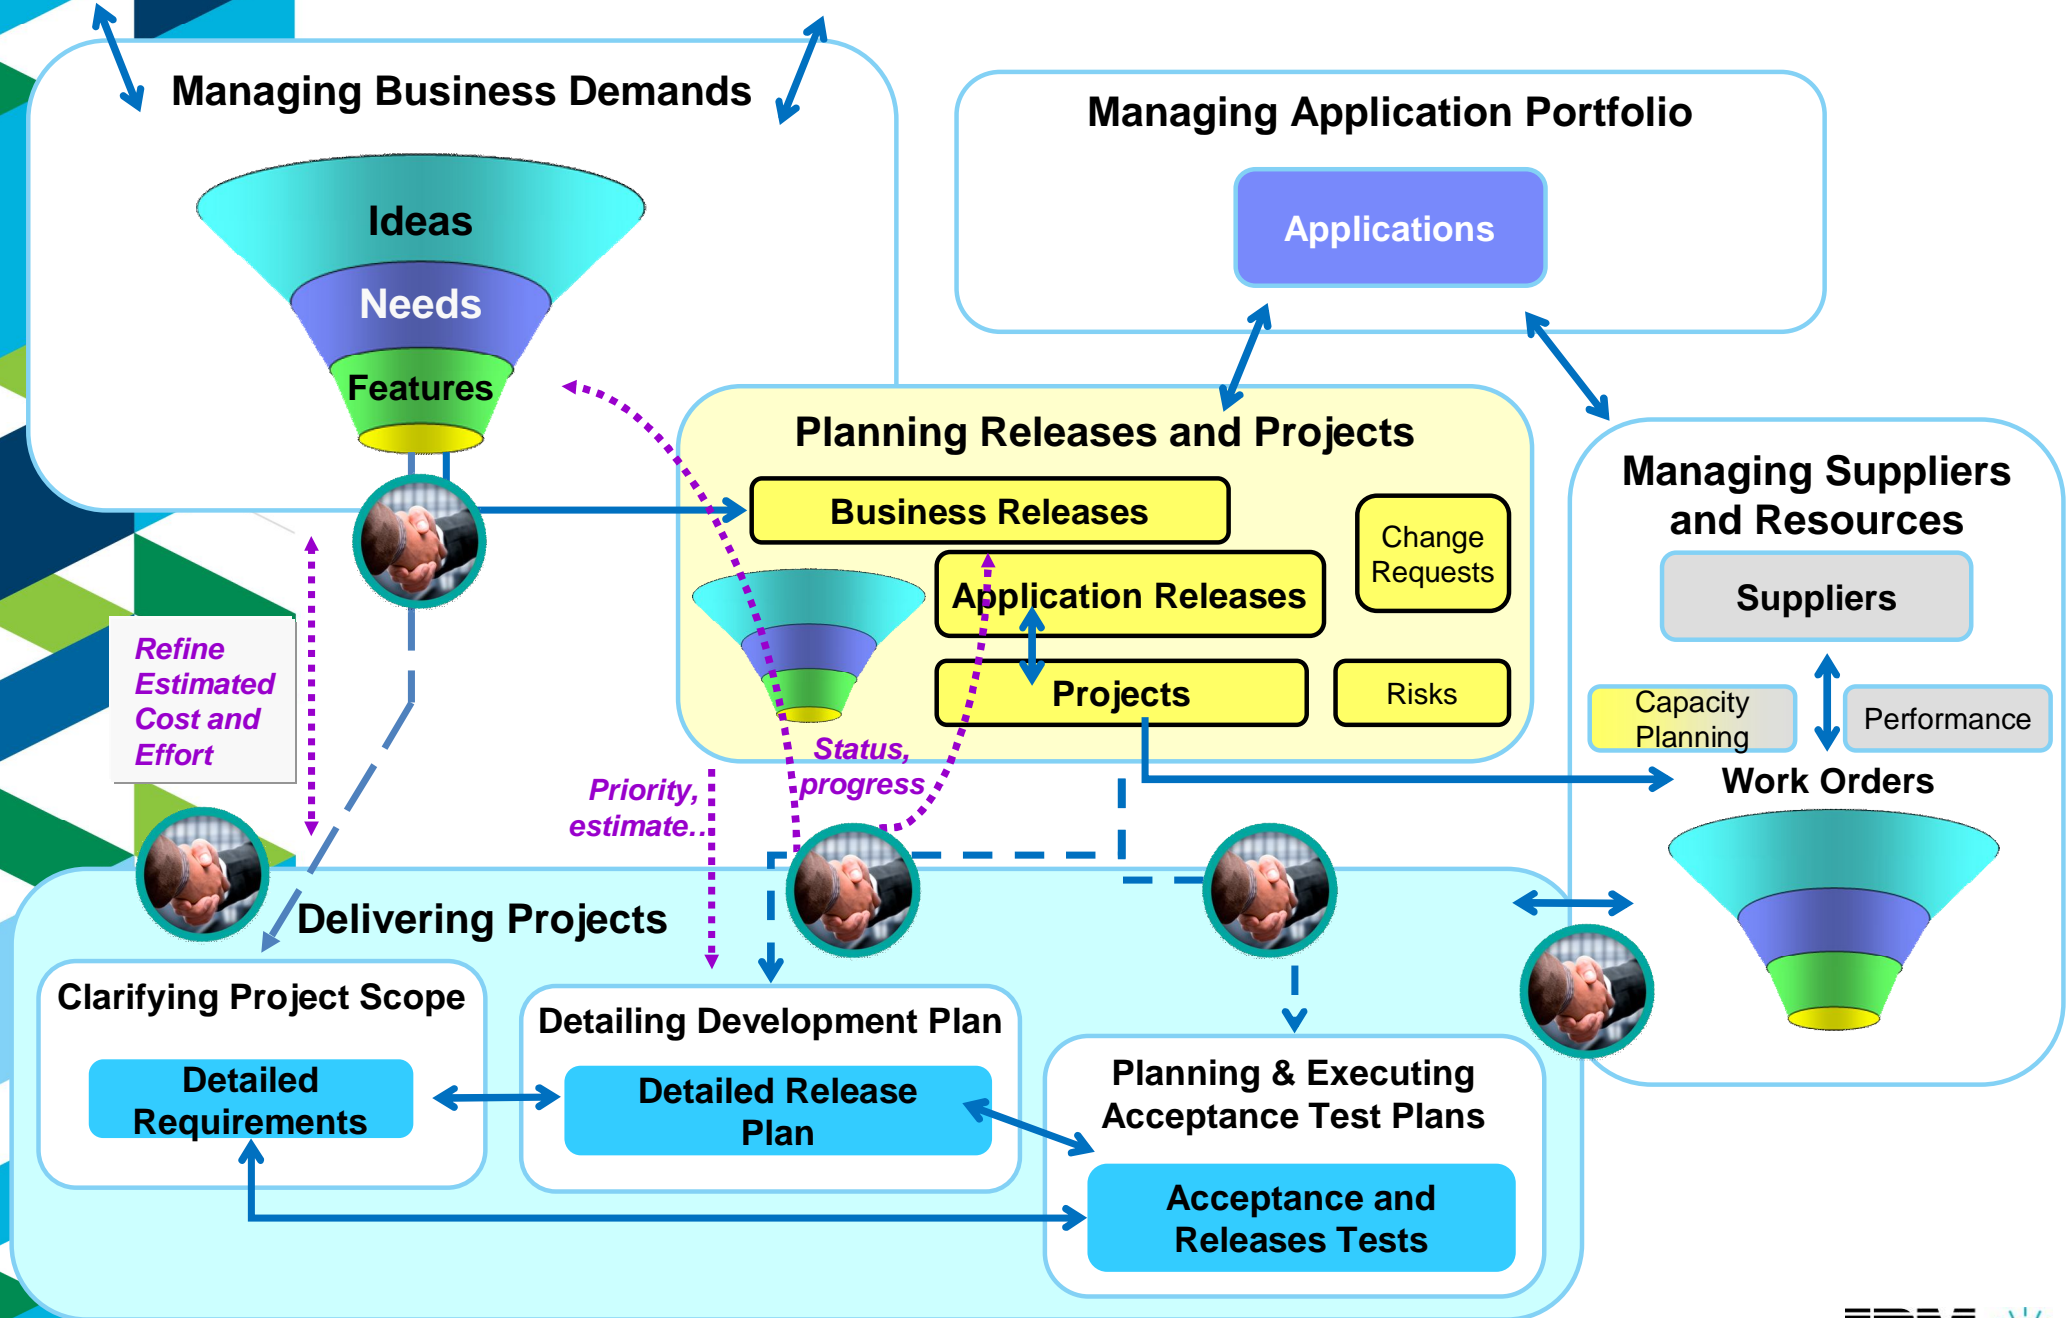 Managing Business Demands
Ideas
Needs
Features
Managing Application Portfolio
Applications
Planning Releases and Projects
Business Releases
Application Releases
Projects
Change
Requests
Risks
Managing Suppliers
and Resources
Suppliers
Capacity
Planning
Performance
Work Orders
Refine
Estimated
Cost and
Effort
Priority,
estimate..
Status,
progress
Delivering Projects
Clarifying Project Scope
Detailed
Requirements
Detailing Development Plan
Detailed Release
Plan
Planning & Executing
Acceptance Test Plans
Acceptance and
Releases Tests